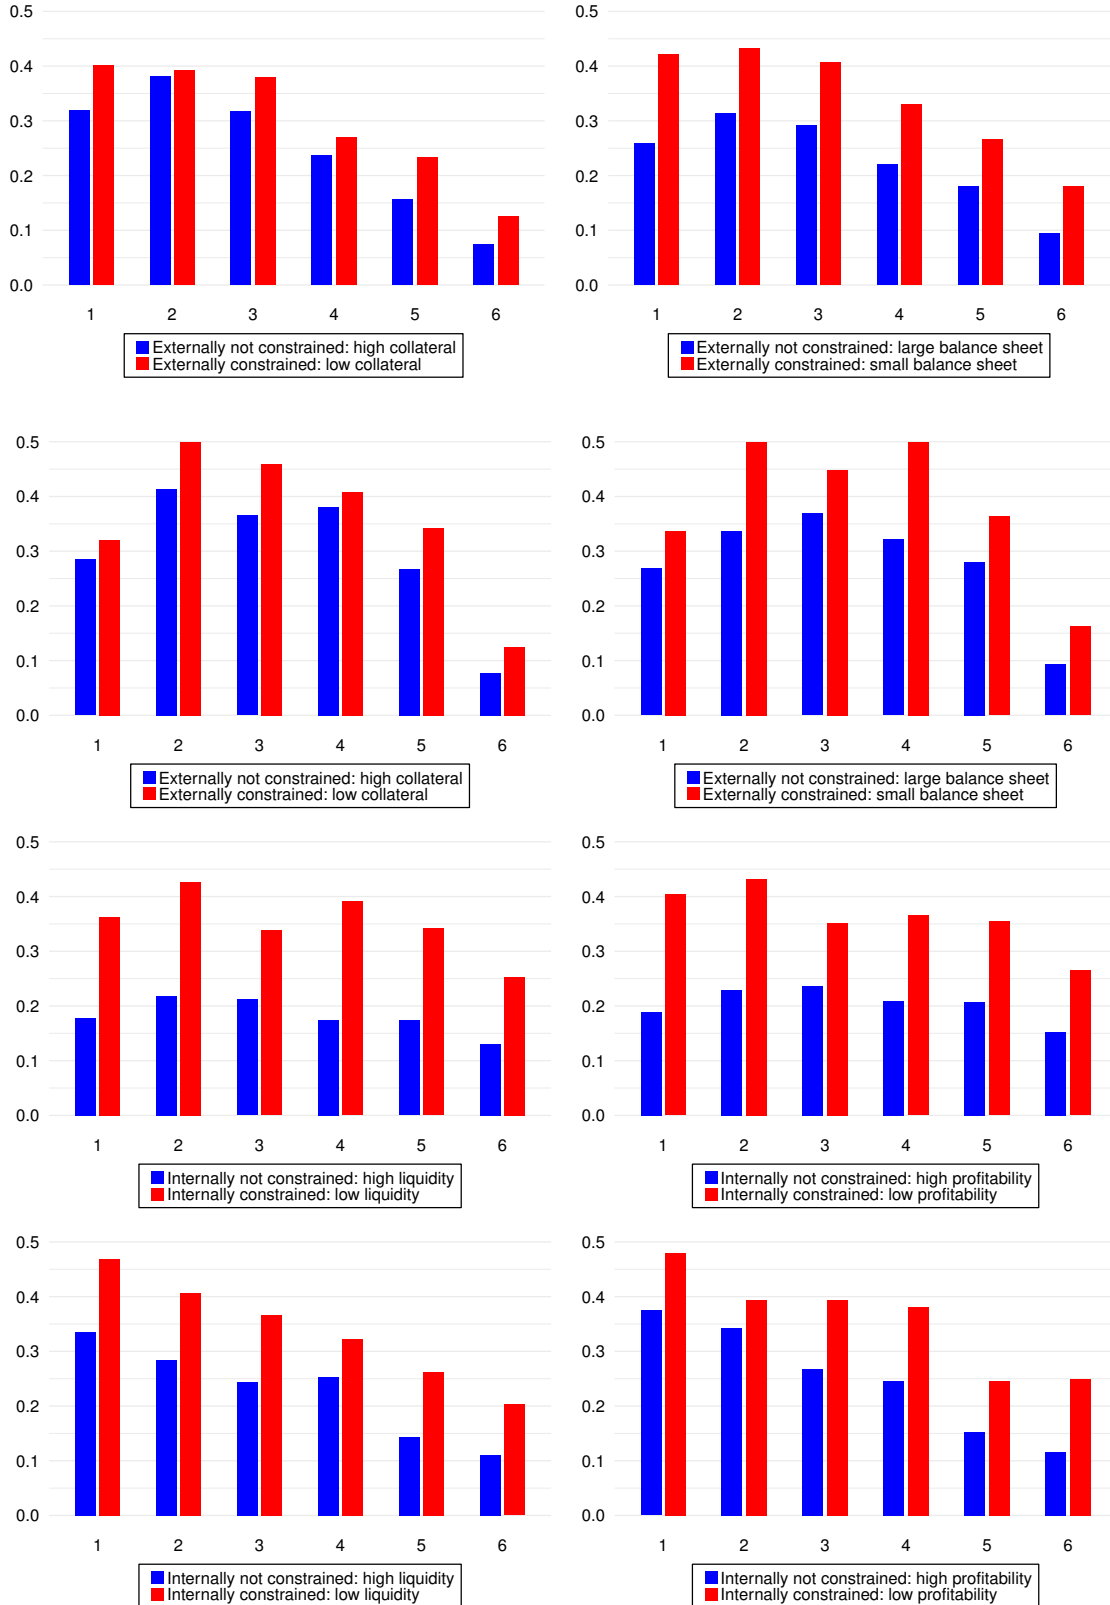 0.5
0.4
0.3
0.2
0.1
0.0
1 2 3 4 5 6
Externally not constrained: high collateral
Externally constrained: low collateral
0.5
0.4
0.3
0.2
0.1
0.0
1 2 3 4 5 6
Externally not constrained: large balance sheet
Externally constrained: small balance sheet
0.5
0.4
0.3
0.2
0.1
0.0
1 2 3 4 5 6
Externally not constrained: high collateral
Externally constrained: low collateral
0.5
0.4
0.3
0.2
0.1
0.0
1 2 3 4 5 6
Externally not constrained: large balance sheet
Externally constrained: small balance sheet
0.5
0.4
0.3
0.2
0.1
0.0
1 2 3 4 5 6
Internally not constrained: high liquidity
Internally constrained: low liquidity
0.5
0.4
0.3
0.2
0.1
0.0
1 2 3 4 5 6
Internally not constrained: high profitability
Internally constrained: low profitability
0.5
0.4
0.3
0.2
0.1
0.0
1 2 3 4 5 6
Internally not constrained: high liquidity
Internally constrained: low liquidity
0.5
0.4
0.3
0.2
0.1
0.0
1 2 3 4 5 6
Internally not constrained: high profitability
Internally constrained: low profitability